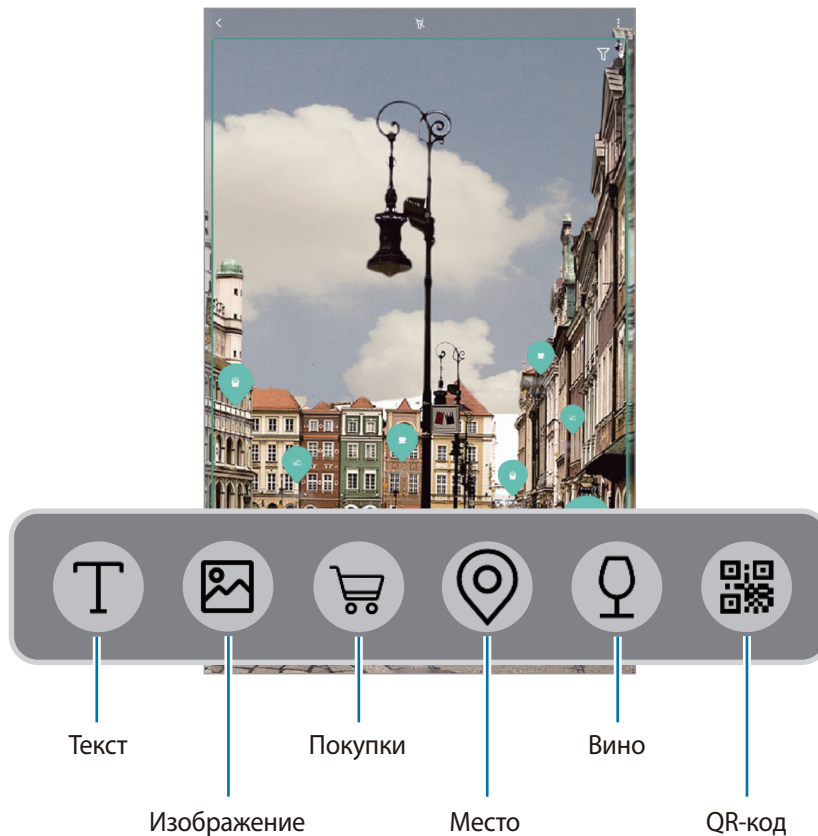 Текст
Покупки
Вино
Изображение
Место
QR-код